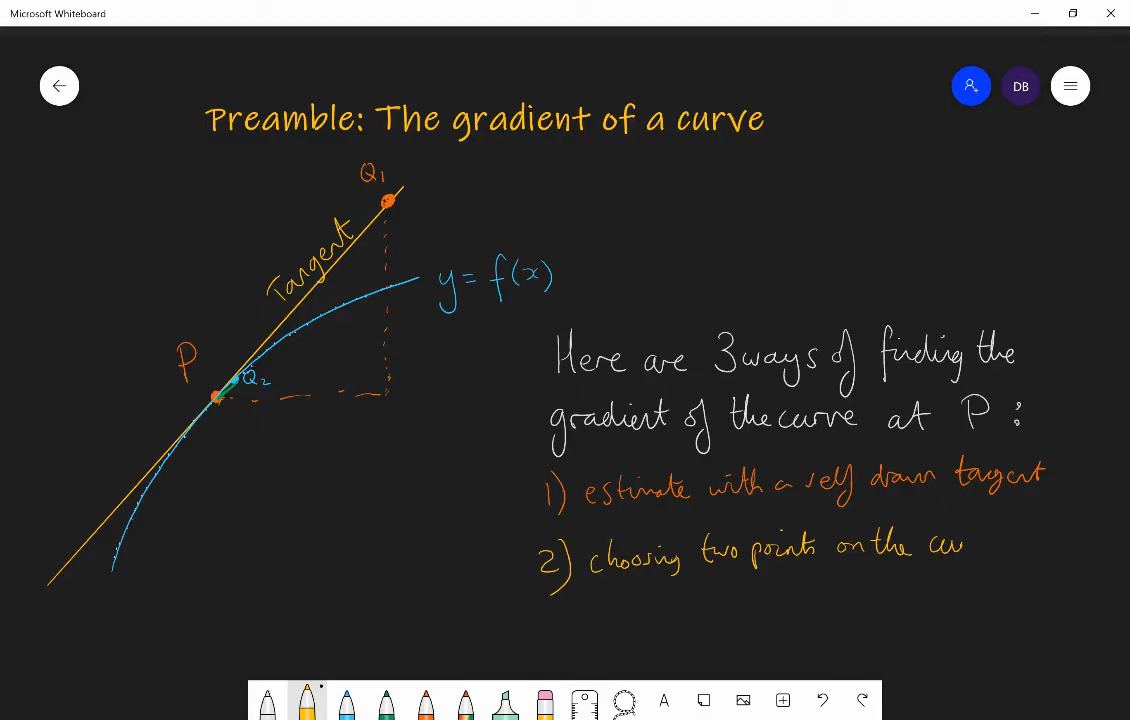 Microsoft Whiteboard
DB
Preamble: The gradient of a curve
Q1
Tangent
y = f(x)
P
Q2
Here are 3 ways of finding the
gradient of the curve at P :
1) estimate with a self drawn tangent
2) choosing two points on the cu
A